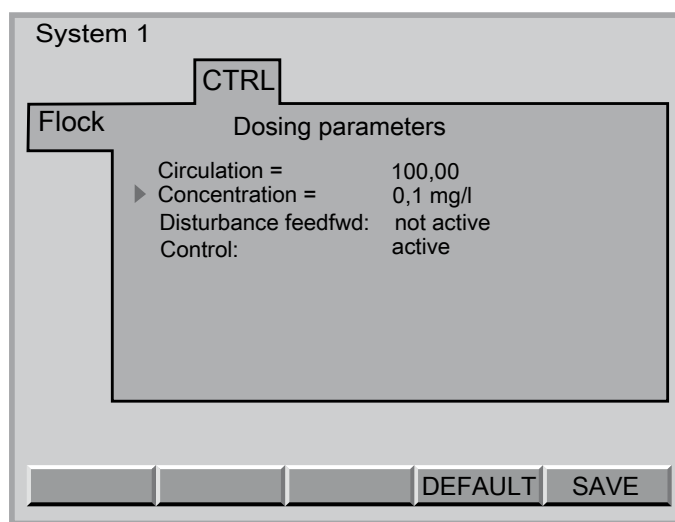 System 1
CTRL
Flock
Dosing parameters
Circulation = 100,00
Concentration = 0,1 mg/l
Disturbance feedfwd: not active
Control: active
DEFAULT SAVE